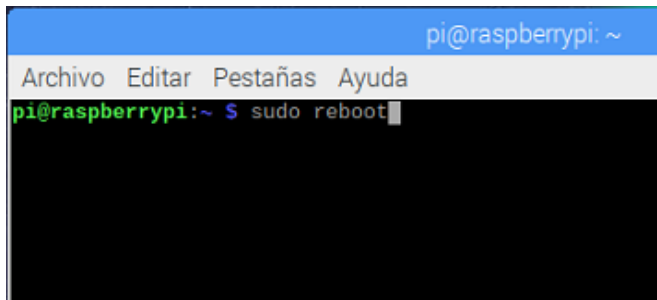 pi@raspberrypi: ~
Archivo Editar Pestañas Ayuda
pi@raspberrypi:~ $ sudo reboot